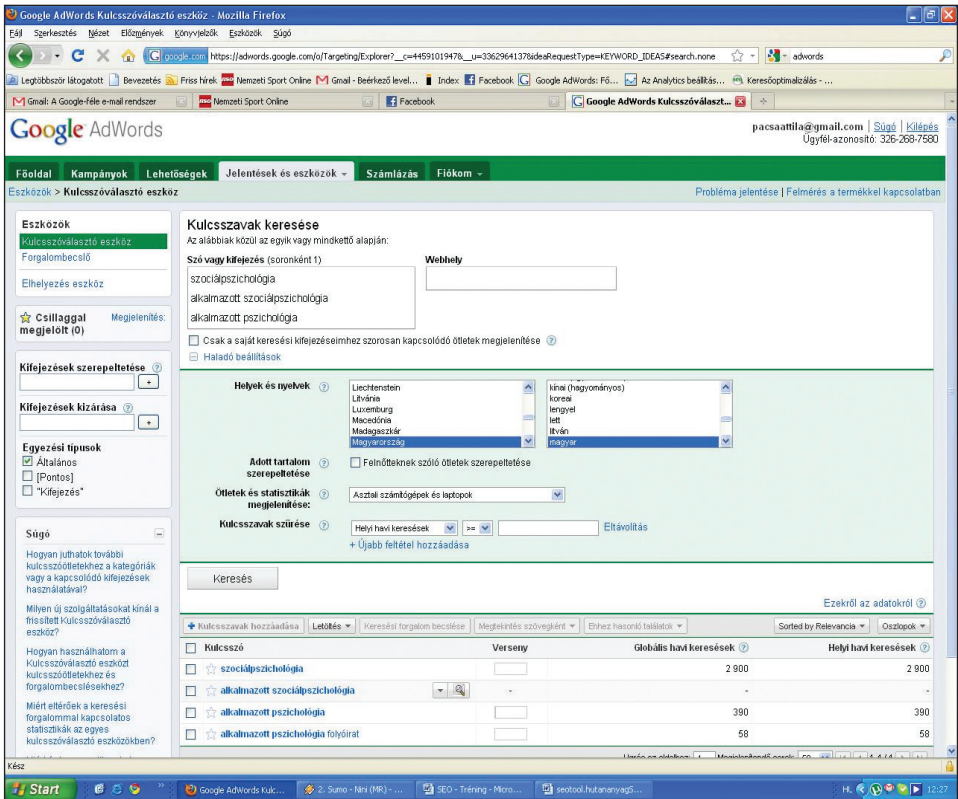 Google AdWords Kulcsszóválasztó eszköz - Mozilla Firefox
Fájl Szerkesztés Nézet Előzmények Könyvjelzők Eszközök Súgó
google.com https://adwords.google.com/o/Targeting/Explorer?__c=4459101947&__u=3362964137&ideaRequestType=KEYWORD_IDEAS#search.none adwords
Legtöbbször látogatott Bevezetés Friss hírek Nemzeti Sport Online Gmail - Beérkező level... Index Facebook Google AdWords: Fő... Az Analytics beállítás... Keresőoptimalizálás - ...
Gmail: A Google-féle e-mail rendszer Nemzeti Sport Online Facebook Google AdWords Kulcsszóválaszt...
Google AdWords
pacsaattila@gmail.com | Súgó | Kilépés
Ügyfél-azonosító: 326-268-7580
Főoldal Kampányok Lehetőségek Jelentések és eszközök Számlázás Fiókom
Eszközök > Kulcsszóválasztó eszköz
Probléma jelentése | Felmérés a termékkel kapcsolatban
Eszközök
Kulcsszóválasztó eszköz
Forgalombecslő
Elhelyezés eszköz
Csillaggal megjelölt (0) Megjelenítés:
Kifejezések szerepeltetése
+
Kifejezések kizárása
+
Egyezési típusok
Általános
[Pontos]
"Kifejezés"
Súgó
Hogyan juthatok további
kulcsszóötletekhez a kategóriák
vagy a kapcsolódó kifejezések
használatával?
Milyen új szolgáltatásokat kínál a
frissített Kulcsszóválasztó
eszköz?
Hogyan használhatom a
Kulcsszóválasztó eszközt
kulcsszóötletekhez és
forgalombecslésekhez?
Miért eltérőek a keresési
forgalommal kapcsolatos
statisztikák az egyes
kulcsszóválasztó eszközökben?
Kulcsszavak keresése
Az alábbiak közül az egyik vagy mindkettő alapján:
Szó vagy kifejezés (soronként 1) Webhely
szociálpszichológia
alkalmazott szociálpszichológia
alkalmazott pszichológia
Csak a saját keresési kifejezéseimhez szorosan kapcsolódó ötletek megjelenítése
Haladó beállítások
Helyek és nyelvek
Liechtenstein
Litvánia
Luxemburg
Macedónia
Madagaszkár
Magyarország
kínai (hagyományos)
koreai
lengyel
lett
litván
magyar
Adott tartalom
szerepeltetése
Felnőtteknek szóló ötletek szerepeltetése
Ötletek és statisztikák
megjelenítése:
Asztali számítógépek és laptopok
Kulcsszavak szűrése Helyi havi keresések >= Eltávolítás
+ Újabb feltétel hozzáadása
Keresés
Ezekről az adatokról
Kulcsszavak hozzáadása Letöltés Keresési forgalom becslése Megtekintés szövegként Ehhez hasonló találatok Sorted by Relevancia Oszlopok
Kulcsszó Verseny Globális havi keresések Helyi havi keresések
szociálpszichológia 2 900 2 900
alkalmazott szociálpszichológia - - -
alkalmazott pszichológia 390 390
alkalmazott pszichológia folyóirat 58 58
Kész
Start Google AdWords Kulc... 2. Sumo - Nini (MR) - ... SEO - Tréning - Micro... seotool.hutananyagS... HL 12:27